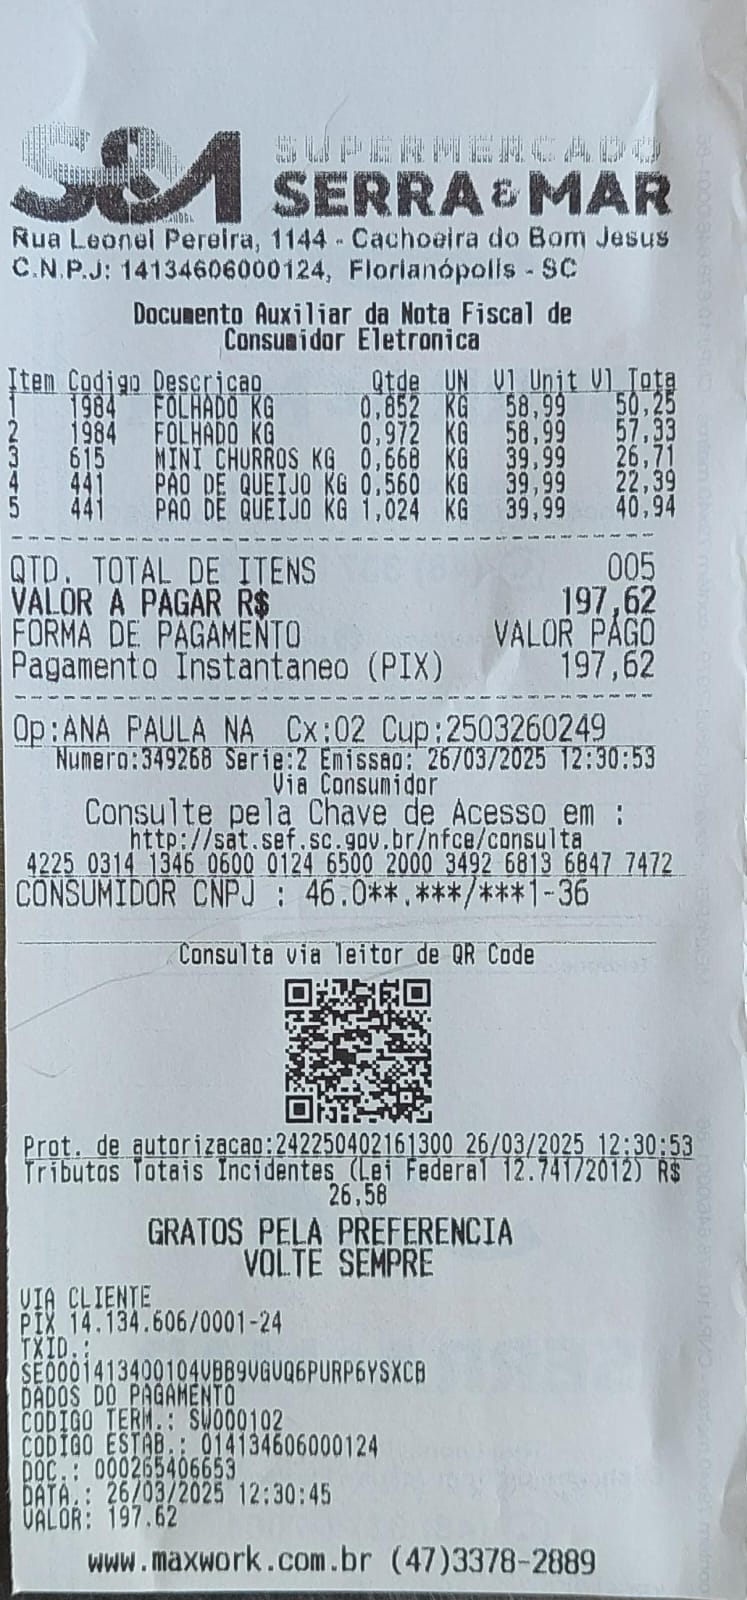 S&M SUPERMERCADO
SERRA & MAR
Rua Leonel Pereira, 1144 - Cachoeira do Bom Jesus
C.N.P.J: 14134606000124, Florianópolis - SC
Documento Auxiliar da Nota Fiscal de
Consumidor Eletronica
Item Codigo Descricao Qtde UN Vl Unit Vl Tota
1 1984 FOLHADO KG 0,852 KG 58,99 50,25
2 1984 FOLHADO KG 0,972 KG 58,99 57,33
3 615 MINI CHURROS KG 0,668 KG 39,99 26,71
4 441 PAO DE QUEIJO KG 0,560 KG 39,99 22,39
5 441 PAO DE QUEIJO KG 1,024 KG 39,99 40,94
QTD. TOTAL DE ITENS 005
VALOR A PAGAR R$ 197,62
FORMA DE PAGAMENTO VALOR PAGO
Pagamento Instantaneo (PIX) 197,62
Op:ANA PAULA NA Cx:02 Cup:2503260249
Numero:349268 Serie:2 Emissao: 26/03/2025 12:30:53
Via Consumidor
Consulte pela Chave de Acesso em :
http://sat.sef.sc.gov.br/nfce/consulta
4225 0314 1346 0600 0124 6500 2000 3492 6813 6847 7472
CONSUMIDOR CNPJ : 46.0**.***/***1-36
Consulta via leitor de QR Code
Prot. de autorizacao:242250402161300 26/03/2025 12:30:53
Tributos Totais Incidentes (Lei Federal 12.741/2012) R$
26,58
GRATOS PELA PREFERENCIA
VOLTE SEMPRE
VIA CLIENTE
PIX 14.134.606/0001-24
TXID.:
SE0001413400104VBB9VGVQ6PURP6YSXCB
DADOS DO PAGAMENTO
CODIGO TERM.: SW000102
CODIGO ESTAB.: 014134606000124
DOC.: 000265406653
DATA.: 26/03/2025 12:30:45
VALOR: 197.62
www.maxwork.com.br (47)3378-2889